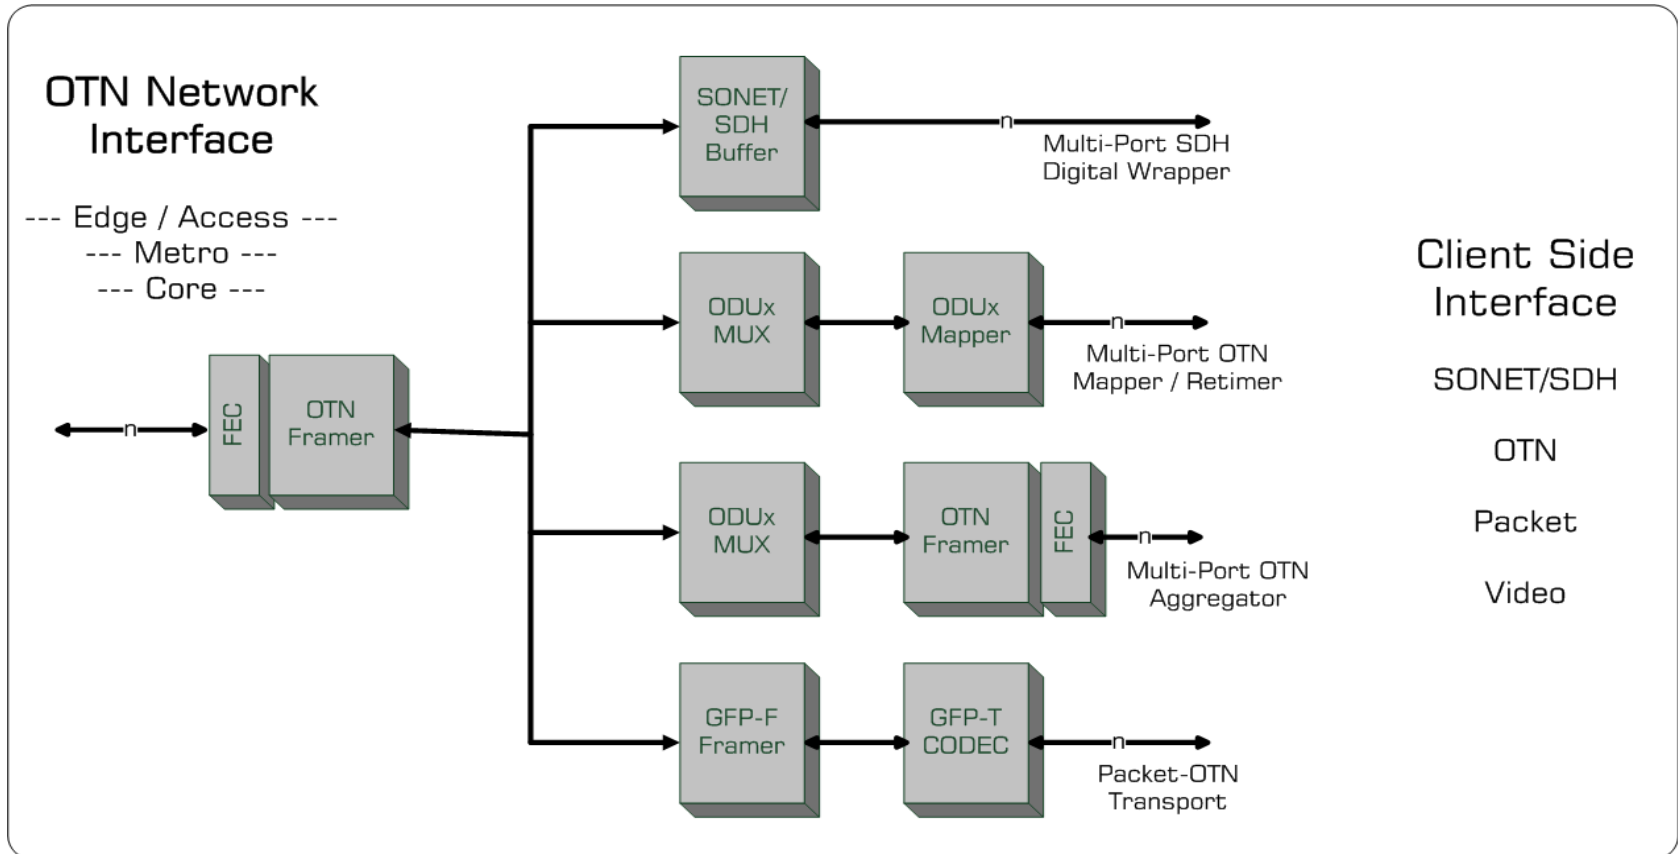 OTN Network
Interface
--- Edge / Access ---
--- Metro ---
--- Core ---
n
FEC
OTN
Framer
SONET/
SDH
Buffer
n
Multi-Port SDH
Digital Wrapper
ODUx
MUX
ODUx
Mapper
n
Multi-Port OTN
Mapper / Retimer
ODUx
MUX
OTN
Framer
FEC
n
Multi-Port OTN
Aggregator
GFP-F
Framer
GFP-T
CODEC
n
Packet-OTN
Transport
Client Side
Interface
SONET/SDH
OTN
Packet
Video